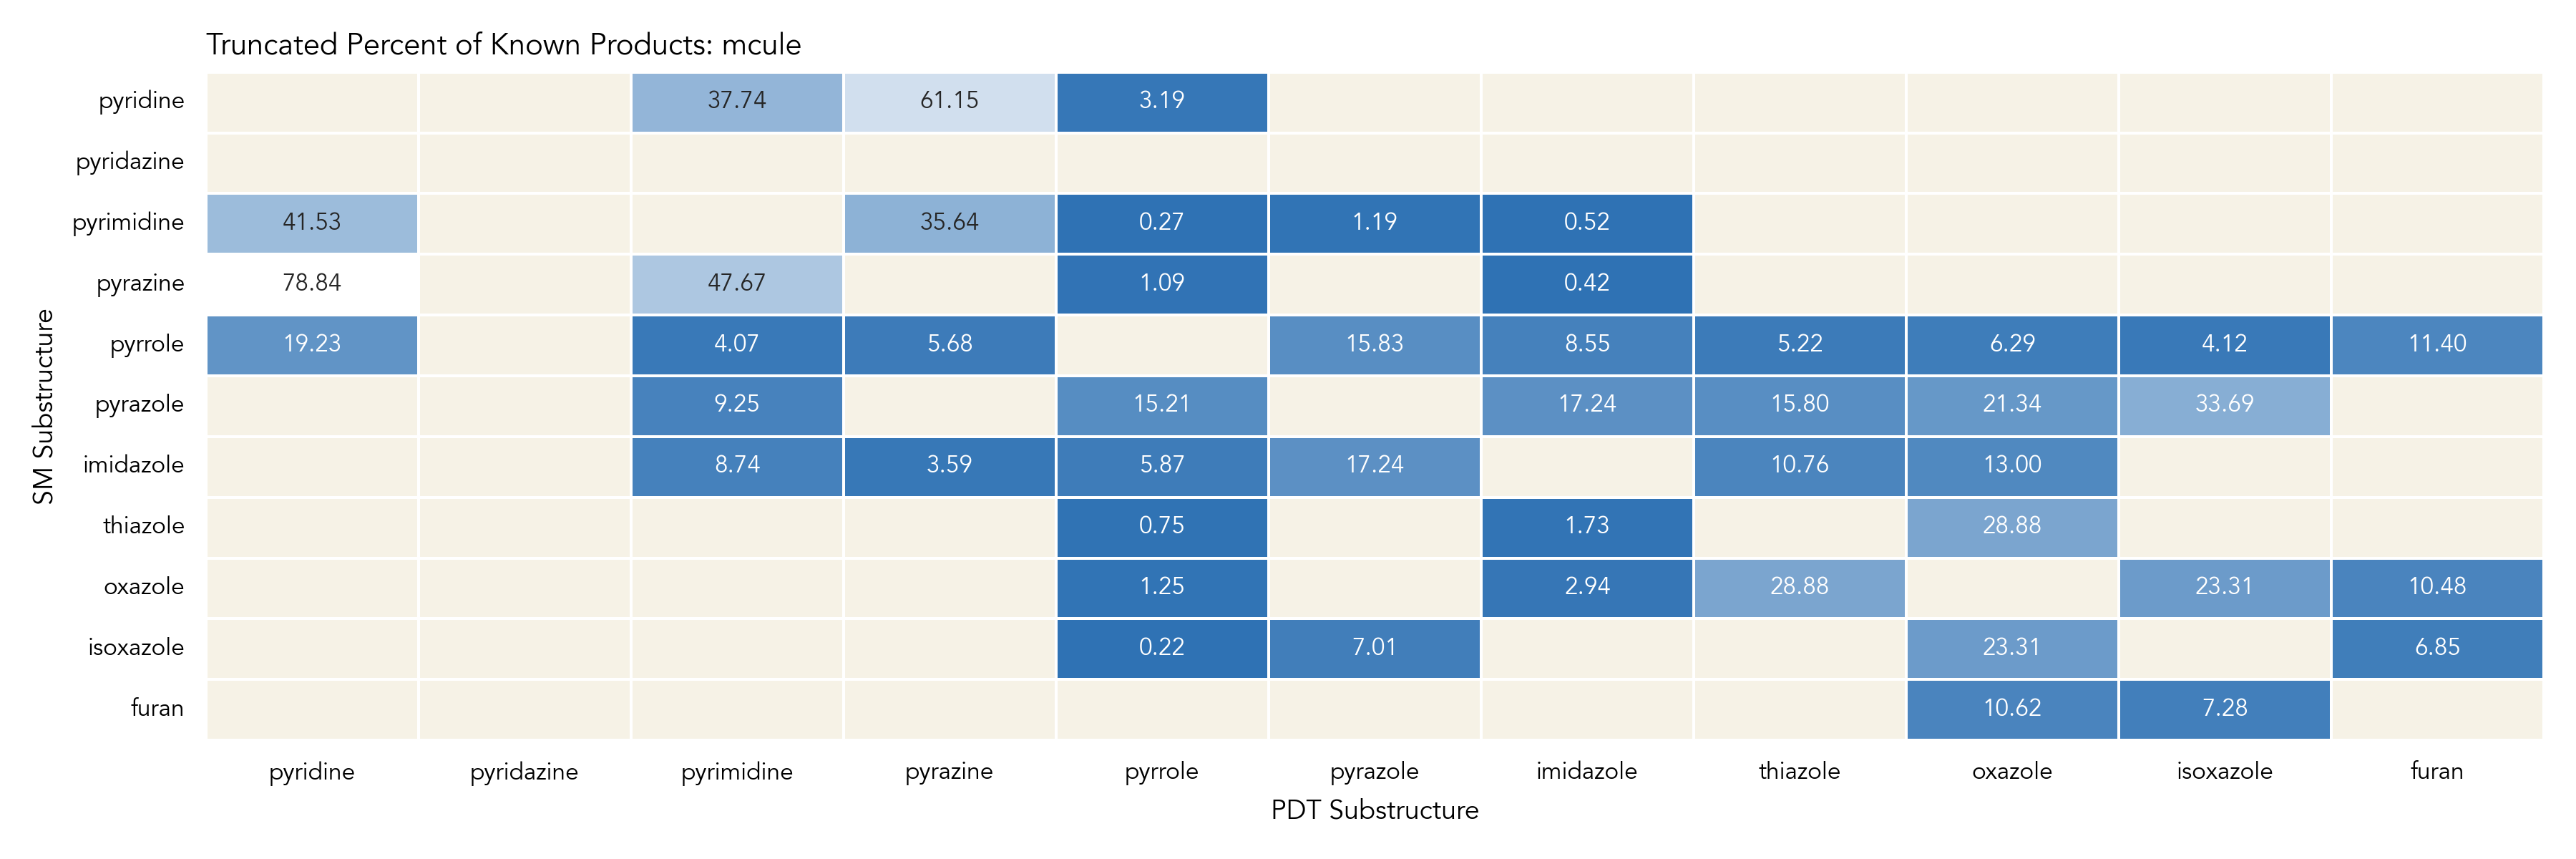 Truncated Percent of Known Products: mcule
pyridine 37.74 61.15 3.19
pyridazine
pyrimidine 41.53 35.64 0.27 1.19 0.52
pyrazine 78.84 47.67 1.09 0.42
pyrrole 19.23 4.07 5.68 15.83 8.55 5.22 6.29 4.12 11.40
pyrazole 9.25 15.21 17.24 15.80 21.34 33.69
imidazole 8.74 3.59 5.87 17.24 10.76 13.00
thiazole 0.75 1.73 28.88
oxazole 1.25 2.94 28.88 23.31 10.48
isoxazole 0.22 7.01 23.31 6.85
furan 10.62 7.28
SM Substructure
pyridine pyridazine pyrimidine pyrazine pyrrole pyrazole imidazole thiazole oxazole isoxazole furan
PDT Substructure